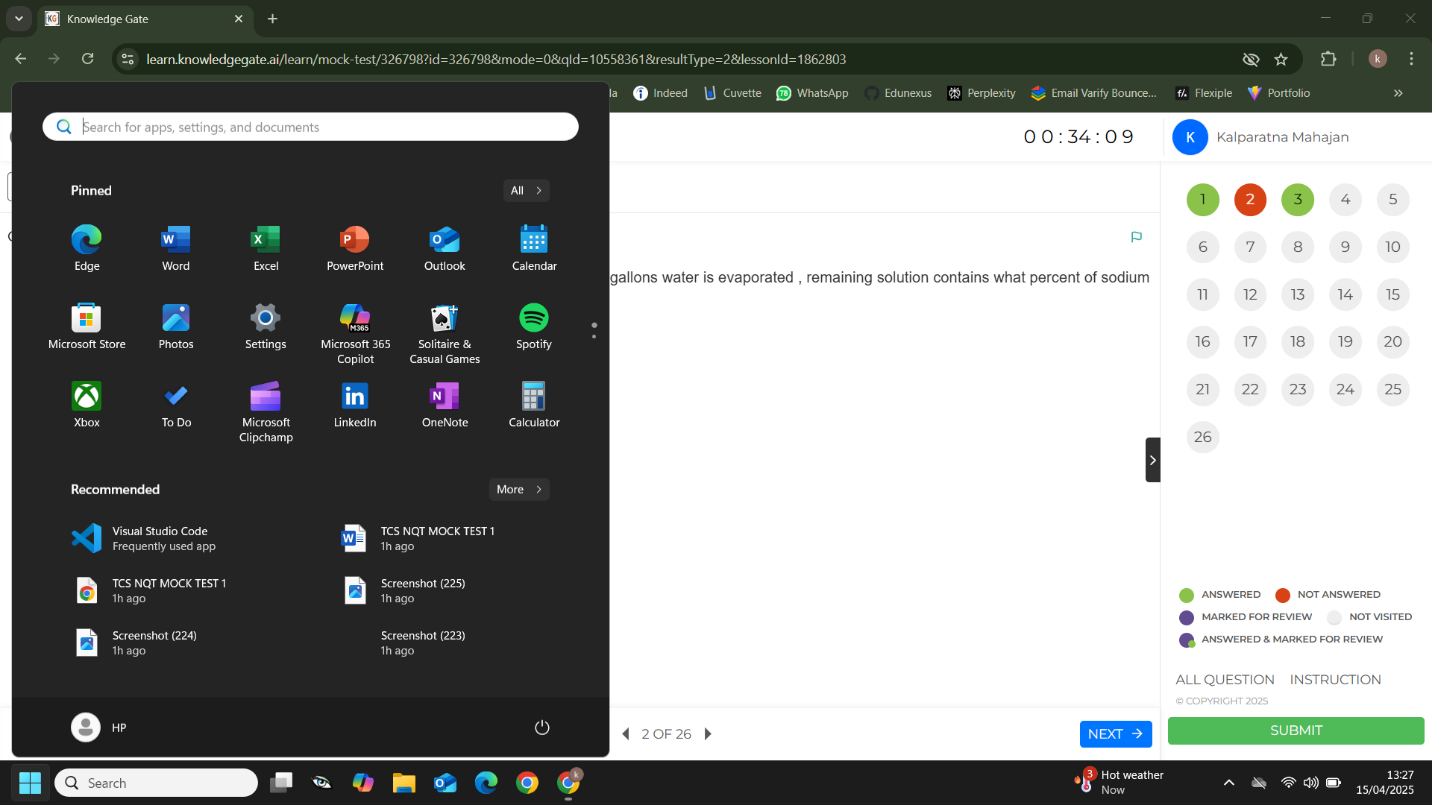 Knowledge Gate
learn.knowledgegate.ai/learn/mock-test/326798?id=326798&mode=0&qId=10558361&resultType=2&lessonId=1862803
k
la
Indeed
Cuvette
WhatsApp
Edunexus
Perplexity
Email Varify Bounce...
Flexiple
Portfolio
Search for apps, settings, and documents
Pinned
All
Edge
Word
Excel
PowerPoint
Outlook
Calendar
Microsoft Store
Photos
Settings
Microsoft 365
Copilot
Solitaire &
Casual Games
Spotify
Xbox
To Do
Microsoft
Clipchamp
LinkedIn
OneNote
Calculator
Recommended
More
Visual Studio Code
Frequently used app
TCS NQT MOCK TEST 1
1h ago
TCS NQT MOCK TEST 1
1h ago
Screenshot (225)
1h ago
Screenshot (224)
1h ago
Screenshot (223)
1h ago
HP
00:34:09
gallons water is evaporated , remaining solution contains what percent of sodium
2 OF 26
NEXT
K
Kalparatna Mahajan
1 2 3 4 5
6 7 8 9 10
11 12 13 14 15
16 17 18 19 20
21 22 23 24 25
26
ANSWERED
NOT ANSWERED
MARKED FOR REVIEW
NOT VISITED
ANSWERED & MARKED FOR REVIEW
ALL QUESTION
INSTRUCTION
© COPYRIGHT 2025
SUBMIT
Search
3
Hot weather
Now
13:27
15/04/2025